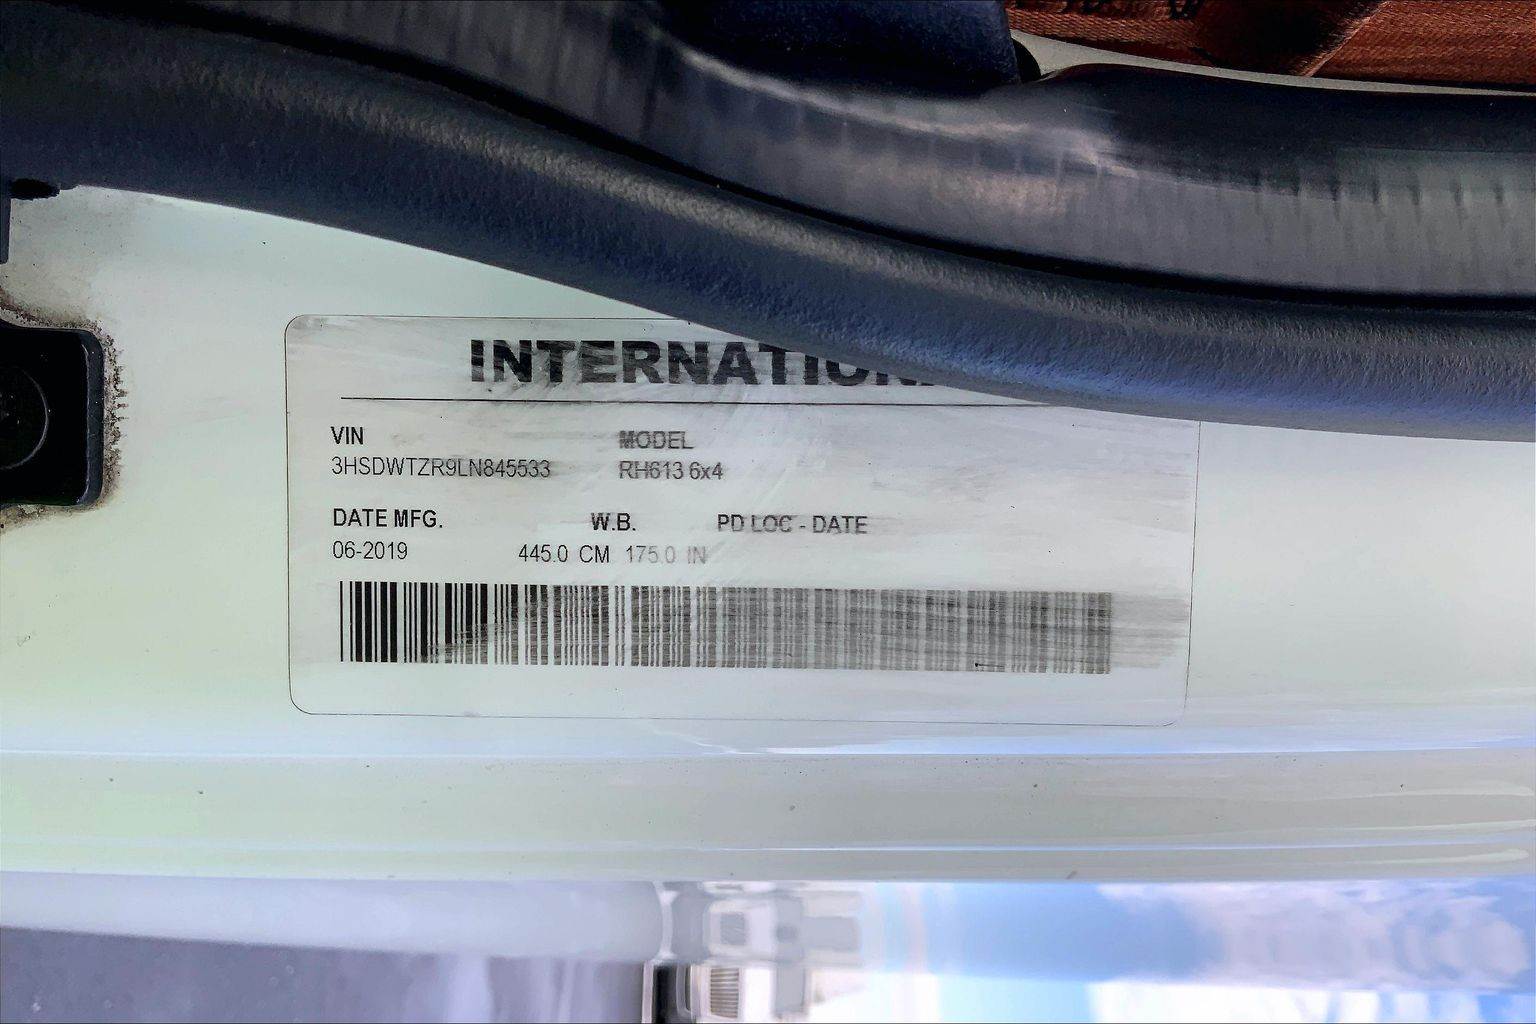 INTERNATION
VIN MODEL
3HSDWTZR9LN845533 RH613 6x4
DATE MFG. W.B. PD LOC - DATE
06-2019 445.0 CM 175.0 IN